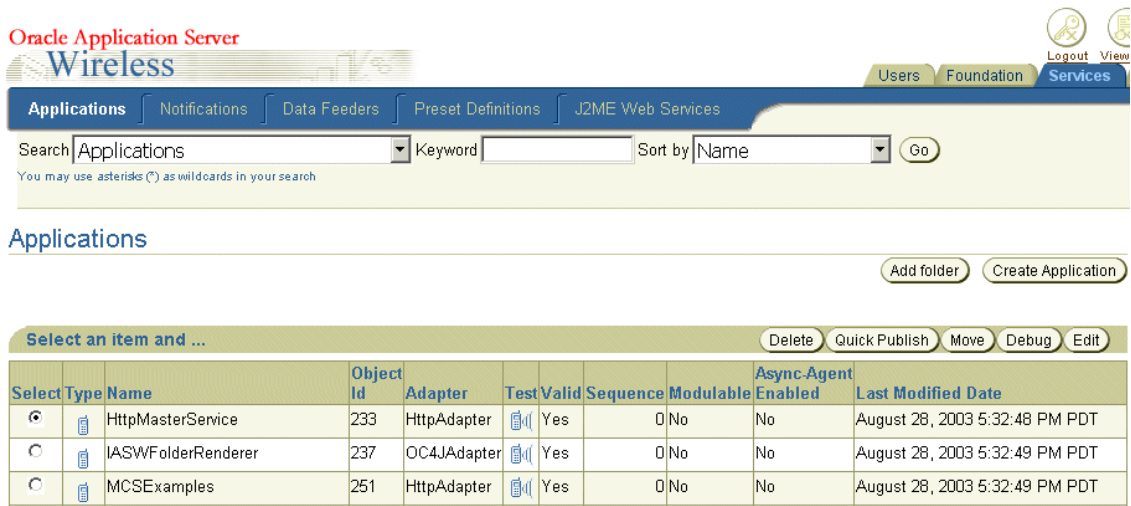 Oracle Application Server
Wireless
Logout View
Users Foundation Services
Applications Notifications Data Feeders Preset Definitions J2ME Web Services
Search Applications Keyword Sort by Name Go
You may use asterisks (*) as wildcards in your search
Applications
Add folder Create Application
Select an item and ... Delete Quick Publish Move Debug Edit
Select Type Name Object Id Adapter Test Valid Sequence Modulable Async-Agent Enabled Last Modified Date
HttpMasterService 233 HttpAdapter Yes 0 No No August 28, 2003 5:32:48 PM PDT
IASWFolderRenderer 237 OC4JAdapter Yes 0 No No August 28, 2003 5:32:49 PM PDT
MCSExamples 251 HttpAdapter Yes 0 No No August 28, 2003 5:32:49 PM PDT